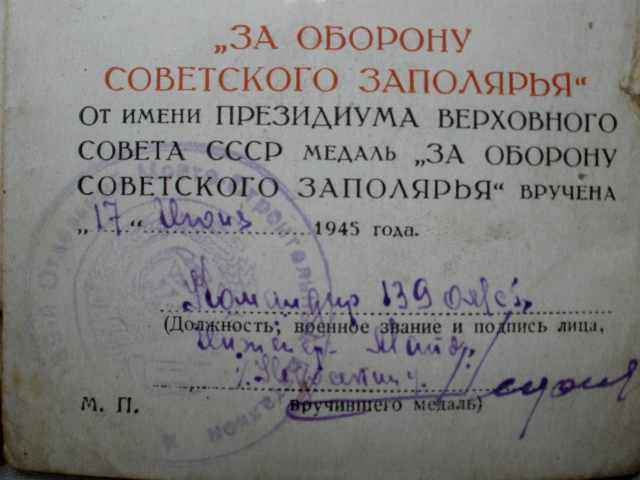 „ЗА ОБОРОНУ
СОВЕТСКОГО ЗАПОЛЯРЬЯ“
От имени ПРЕЗИДИУМА ВЕРХОВНОГО
СОВЕТА СССР медаль „ЗА ОБОРОНУ
СОВЕТСКОГО ЗАПОЛЯРЬЯ“ вручена
„17“ 1945 года.
Командир 139
(Должность, военное звание и подпись лица,
Инженер-Майор
М. П. вручившего медаль)